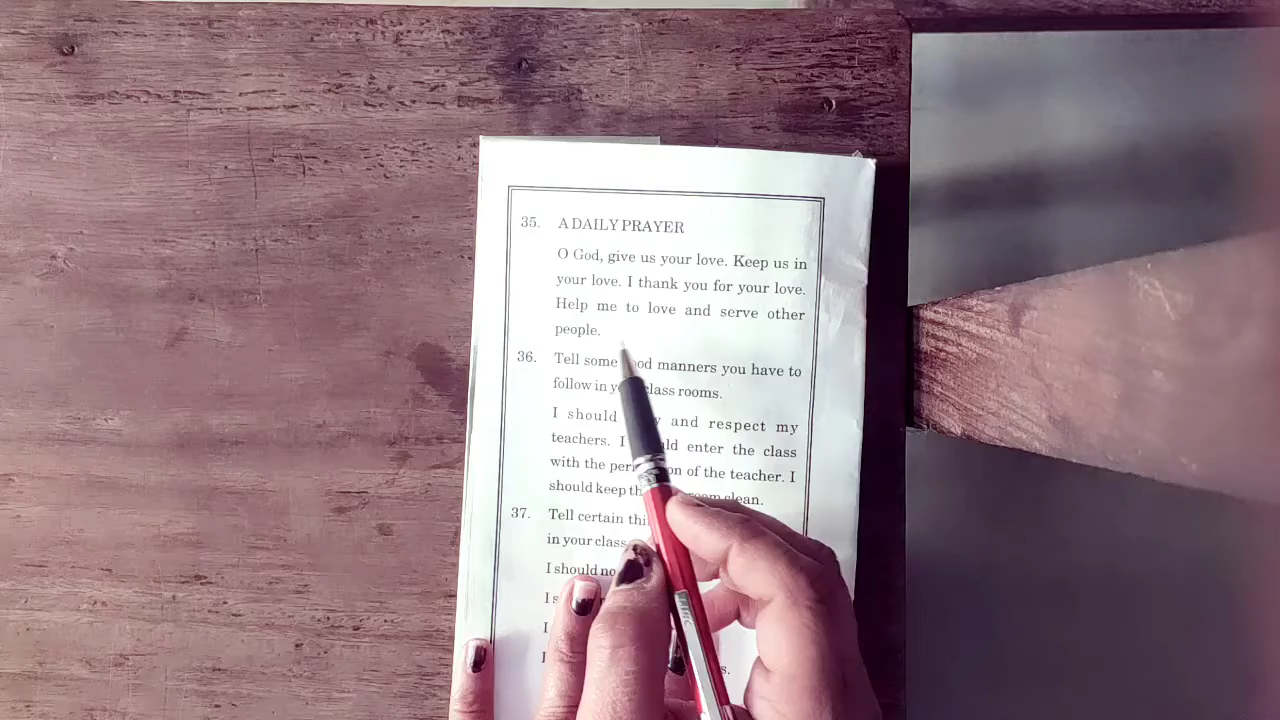 35. A DAILY PRAYER
O God, give us your love. Keep us in
your love. I thank you for your love.
Help me to love and serve other
people.
36. Tell some good manners you have to
follow in your class rooms.
I should and respect my
teachers. I should enter the class
with the permission of the teacher. I
should keep the room clean.
37. Tell certain
in your class
I should
I
I